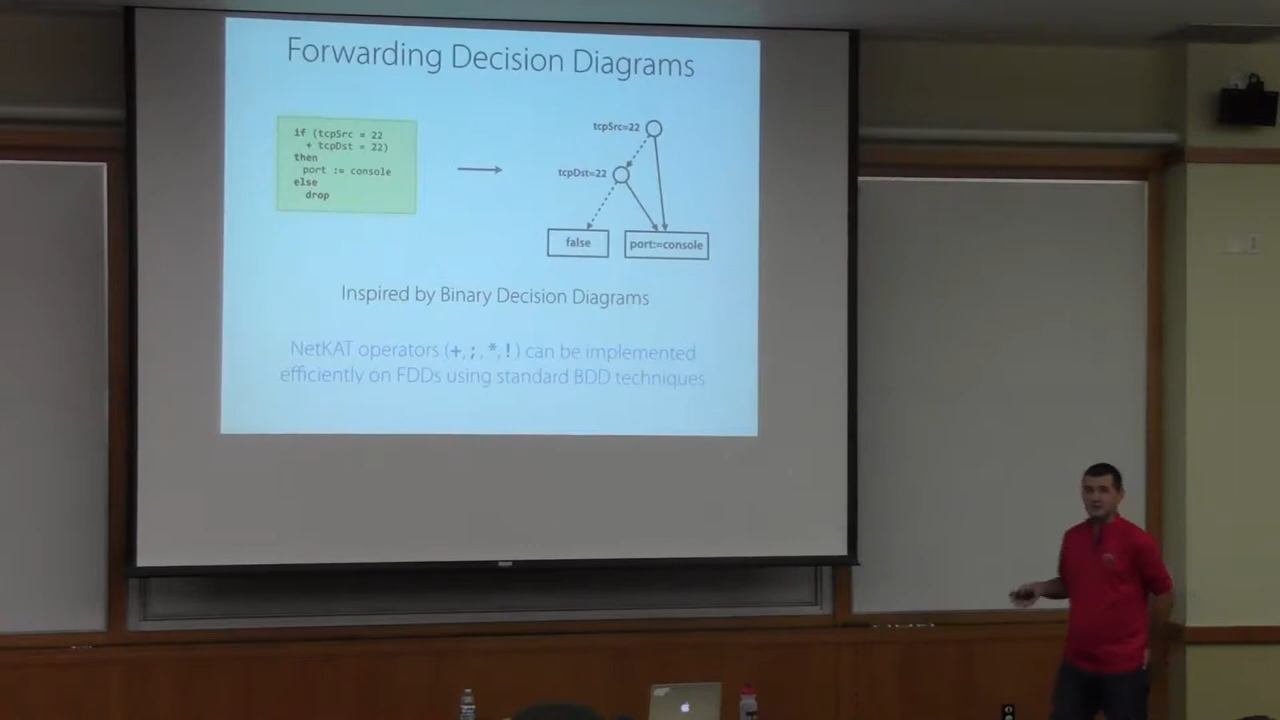 Forwarding Decision Diagrams
if (tcpSrc = 22
+ tcpDst = 22)
then
port := console
else
drop
tcpSrc=22
tcpDst=22
false
port:=console
Inspired by Binary Decision Diagrams
NetKAT operators (+, ;, *, !) can be implemented
efficiently on FDDs using standard BDD techniques